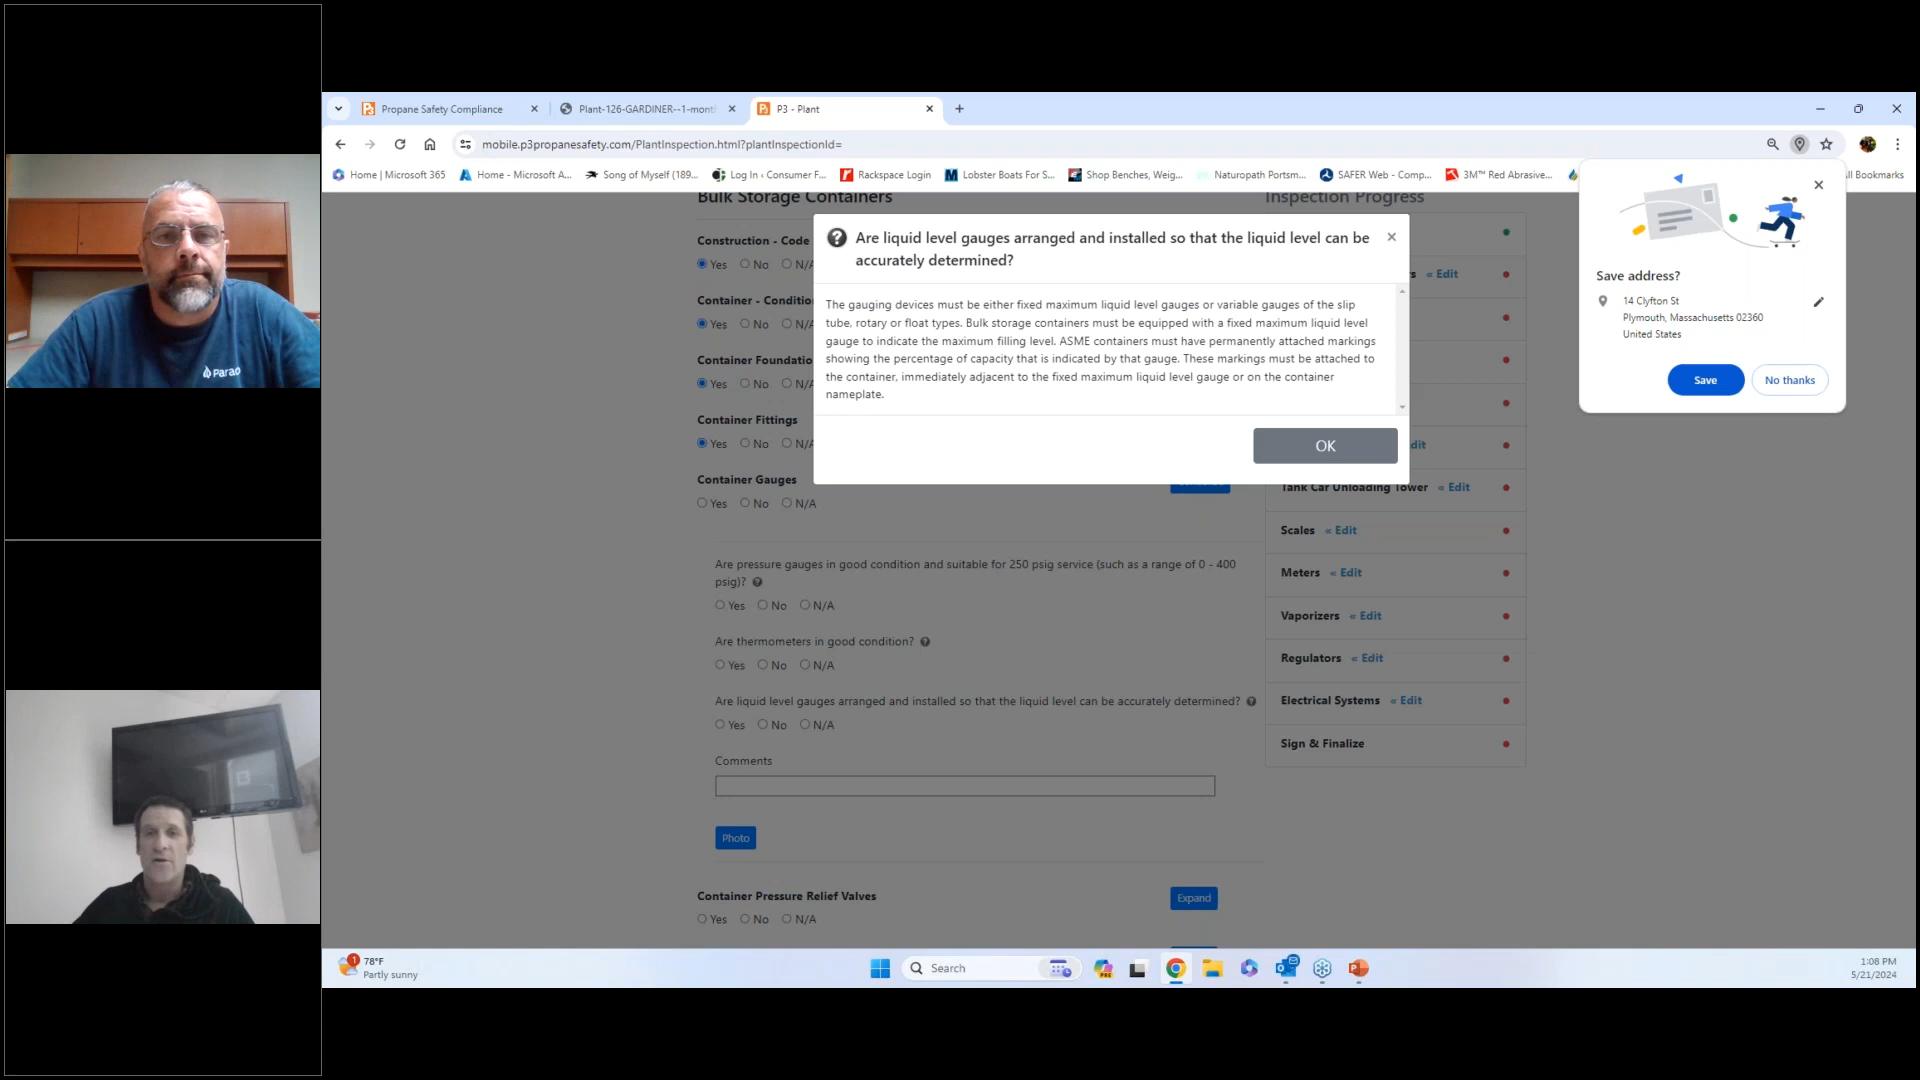 Propane Safety Compliance
Plant-126-GARDINER--1-mont
P3 - Plant
mobile.p3propanesafety.com/PlantInspection.html?plantInspectionId=
Home | Microsoft 365
Home - Microsoft A...
Song of Myself (189...
Log In ‹ Consumer F...
Rackspace Login
Lobster Boats For S...
Shop Benches, Weig...
Naturopath Portsm...
SAFER Web - Comp...
3M™ Red Abrasive...
All Bookmarks
Bulk Storage Containers
Construction - Code
Yes No N/A
Container - Conditio
Yes No N/A
Container Foundatio
Yes No N/A
Container Fittings
Yes No N/A
Container Gauges
Yes No N/A
Are pressure gauges in good condition and suitable for 250 psig service (such as a range of 0 - 400
psig)?
Yes No N/A
Are thermometers in good condition?
Yes No N/A
Are liquid level gauges arranged and installed so that the liquid level can be accurately determined?
Yes No N/A
Comments
Photo
Container Pressure Relief Valves
Expand
Yes No N/A
Are liquid level gauges arranged and installed so that the liquid level can be
accurately determined?
The gauging devices must be either fixed maximum liquid level gauges or variable gauges of the slip
tube, rotary or float types. Bulk storage containers must be equipped with a fixed maximum liquid level
gauge to indicate the maximum filling level. ASME containers must have permanently attached markings
showing the percentage of capacity that is indicated by that gauge. These markings must be attached to
the container, immediately adjacent to the fixed maximum liquid level gauge or on the container
nameplate.
OK
Inspection Progress
s « Edit
dit
Tank Car Unloading Tower « Edit
Scales « Edit
Meters « Edit
Vaporizers « Edit
Regulators « Edit
Electrical Systems « Edit
Sign & Finalize
Save address?
14 Clyfton St
Plymouth, Massachusetts 02360
United States
Save
No thanks
Parac
1
78°F
Partly sunny
Search
1:08 PM
5/21/2024